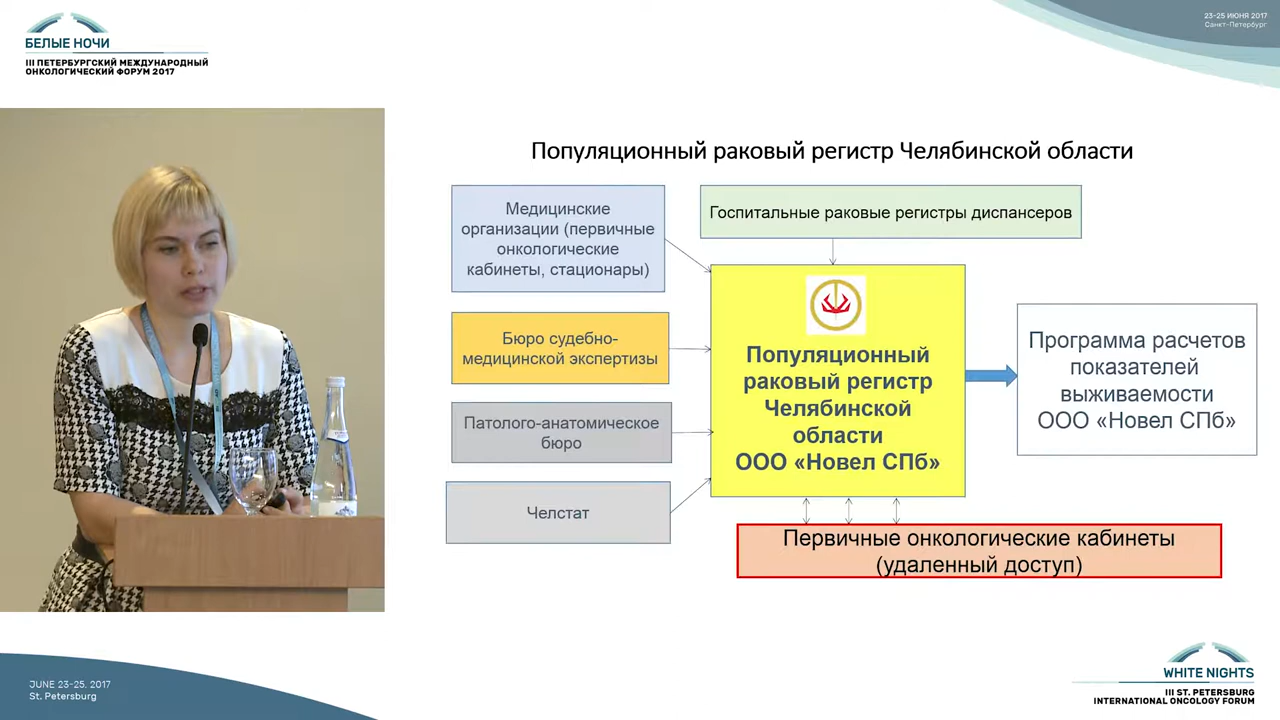 БЕЛЫЕ НОЧИ
III ПЕТЕРБУРГСКИЙ МЕЖДУНАРОДНЫЙ
ОНКОЛОГИЧЕСКИЙ ФОРУМ 2017
23-25 ИЮНЯ 2017
Санкт-Петербург
Популяционный раковый регистр Челябинской области
Медицинские
организации (первичные
онкологические
кабинеты, стационары)
Госпитальные раковые регистры диспансеров
Бюро судебно-
медицинской экспертизы
Патолого-анатомическое
бюро
Челстат
Популяционный
раковый регистр
Челябинской
области
ООО «Новел СПб»
Программа расчетов
показателей
выживаемости
ООО «Новел СПб»
Первичные онкологические кабинеты
(удаленный доступ)
JUNE 23-25. 2017
St. Petersburg
WHITE NIGHTS
III ST. PETERSBURG
INTERNATIONAL ONCOLOGY FORUM